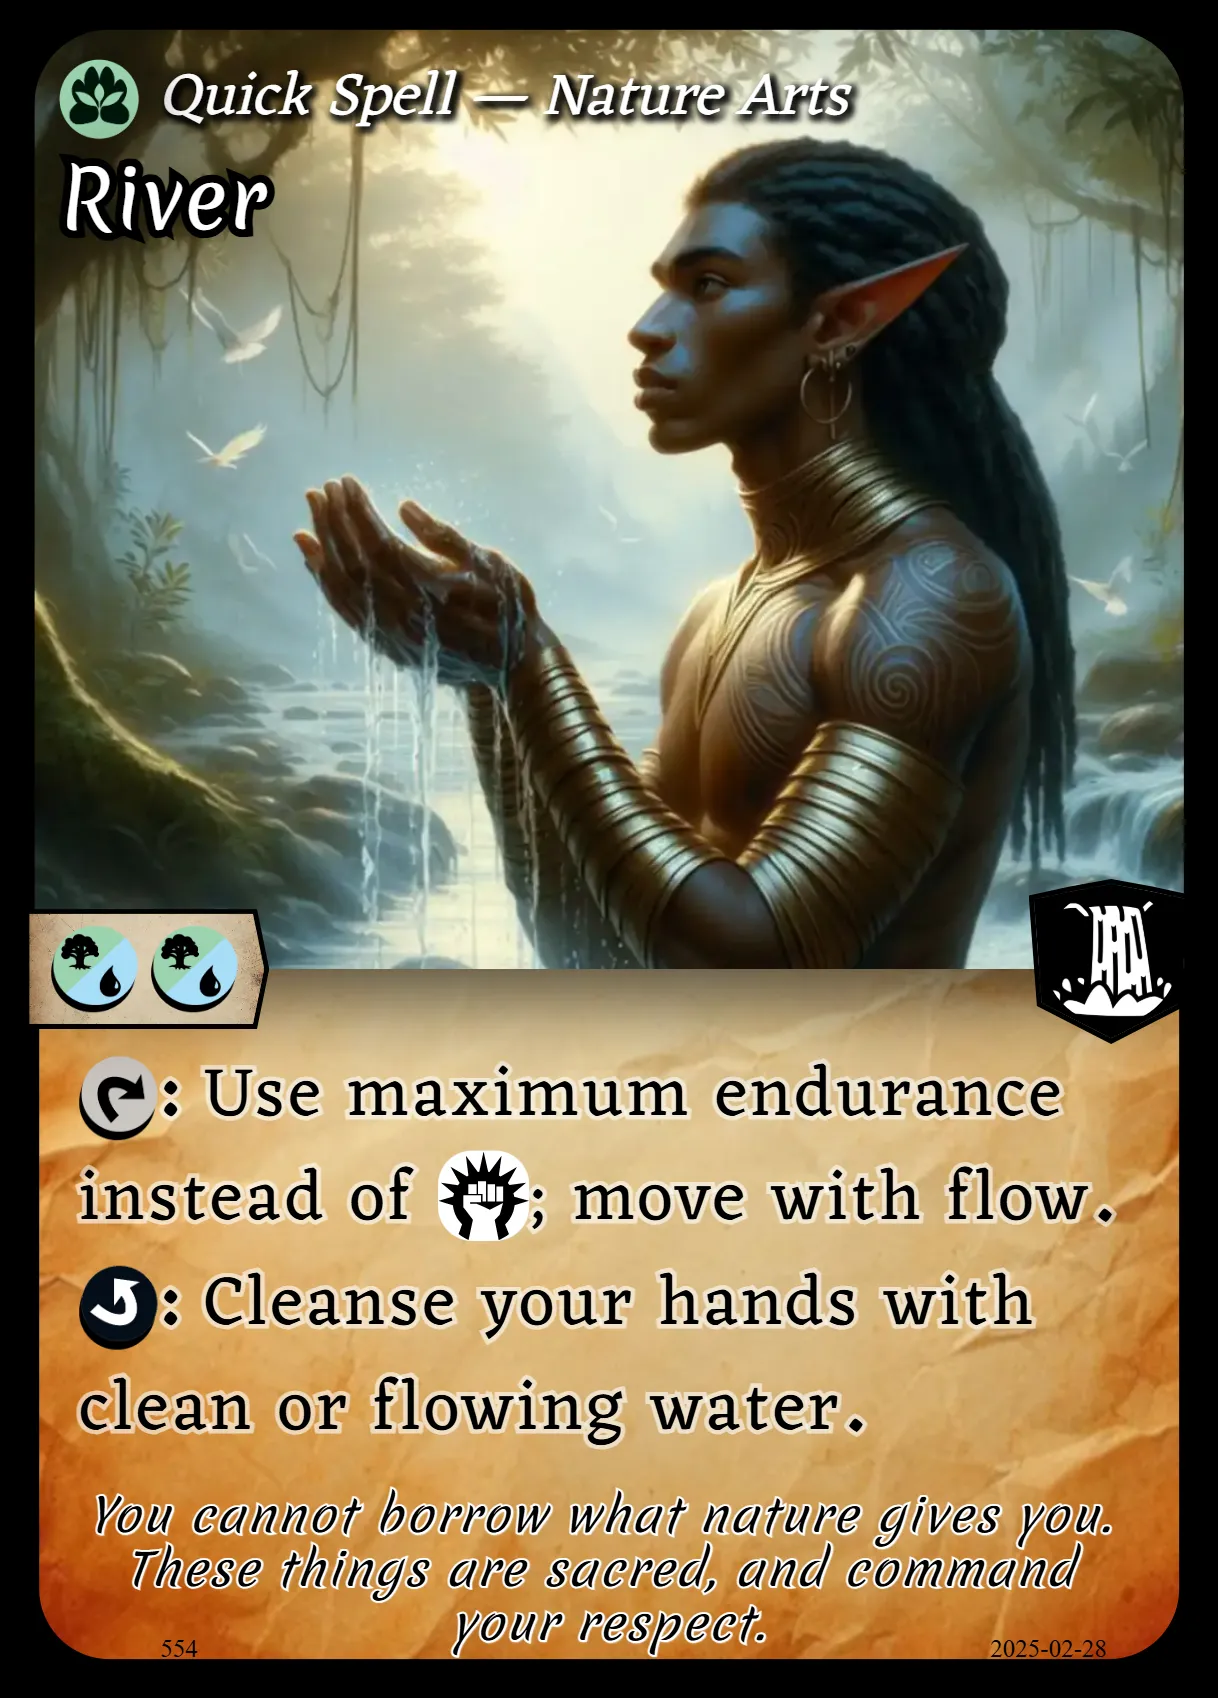 Quick Spell — Nature Arts
River
: Use maximum endurance
instead of ; move with flow.
: Cleanse your hands with
clean or flowing water.
You cannot borrow what nature gives you.
These things are sacred, and command
your respect.
554
2025-02-28